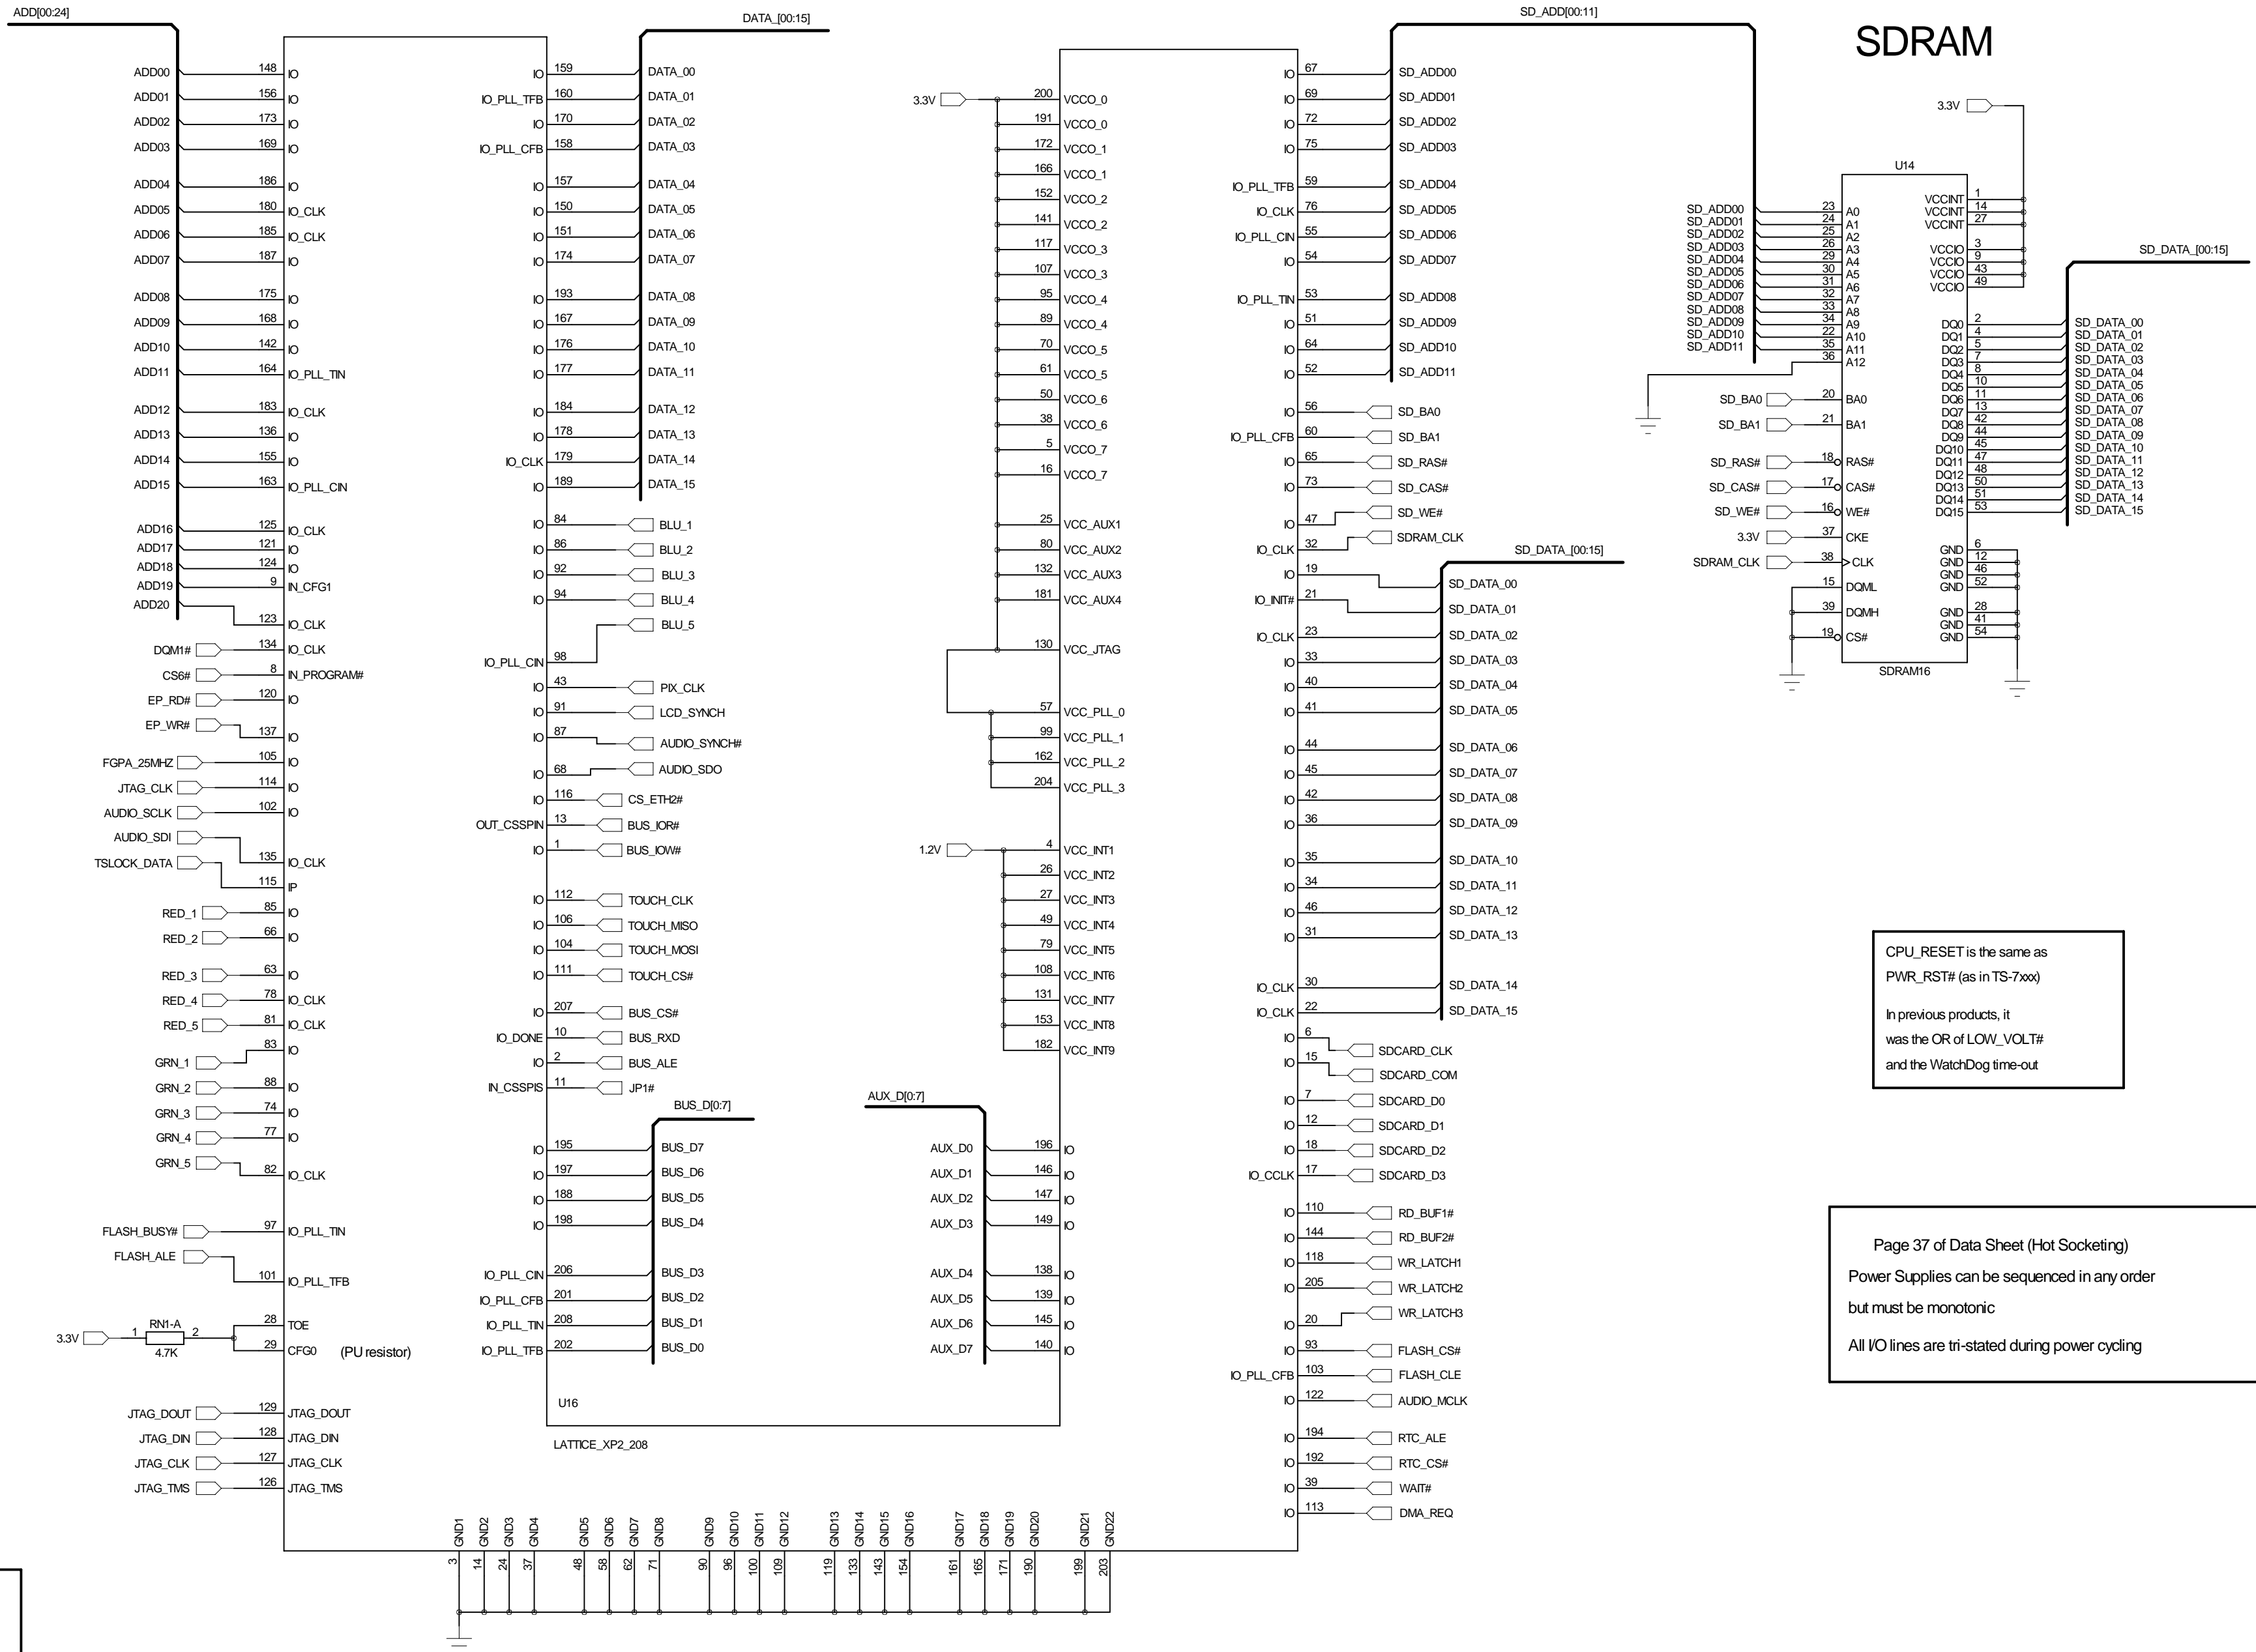 ADD[00:24]
DATA_[00:15]
SD_ADD[00:11]
SDRAM
ADD00 148 IO
ADD01 156 IO
ADD02 173 IO
ADD03 169 IO
ADD04 186 IO
ADD05 180 IO_CLK
ADD06 185 IO_CLK
ADD07 187 IO
ADD08 175 IO
ADD09 168 IO
ADD10 142 IO
ADD11 164 IO_PLL_TIN
ADD12 183 IO_CLK
ADD13 136 IO
ADD14 155 IO
ADD15 163 IO_PLL_CIN
ADD16 125 IO_CLK
ADD17 121 IO
ADD18 124 IO
ADD19 9 IN_CFG1
ADD20 123 IO_CLK
DQM1# 134 IO_CLK
CS6# 8 IN_PROGRAM#
EP_RD# 120 IO
EP_WR# 137 IO
FGPA_25MHZ 105 IO
JTAG_CLK 114 IO
AUDIO_SCLK 102 IO
AUDIO_SDI 135 IO_CLK
TSLOCK_DATA 115 IP
RED_1 85 IO
RED_2 66 IO
RED_3 63 IO
RED_4 78 IO_CLK
RED_5 81 IO_CLK
GRN_1 83 IO
GRN_2 88 IO
GRN_3 74 IO
GRN_4 77 IO
GRN_5 82 IO_CLK
FLASH_BUSY# 97 IO_PLL_TIN
FLASH_ALE 101 IO_PLL_TFB
3.3V 1 RN1-A 2 28 TOE
4.7K 29 CFG0 (PU resistor)
JTAG_DOUT 129 JTAG_DOUT
JTAG_DIN 128 JTAG_DIN
JTAG_CLK 127 JTAG_CLK
JTAG_TMS 126 JTAG_TMS
IO 159 DATA_00
IO_PLL_TFB 160 DATA_01
IO 170 DATA_02
IO_PLL_CFB 158 DATA_03
IO 157 DATA_04
IO 150 DATA_05
IO 151 DATA_06
IO 174 DATA_07
IO 193 DATA_08
IO 167 DATA_09
IO 176 DATA_10
IO 177 DATA_11
IO 184 DATA_12
IO 178 DATA_13
IO_CLK 179 DATA_14
IO 189 DATA_15
IO 84 BLU_1
IO 86 BLU_2
IO 92 BLU_3
IO 94 BLU_4
IO_PLL_CIN 98 BLU_5
IO 43 PIX_CLK
IO 91 LCD_SYNCH
IO 87 AUDIO_SYNCH#
IO 68 AUDIO_SDO
IO 116 CS_ETH2#
OUT_CSSPIN 13 BUS_IOR#
IO 1 BUS_IOW#
IO 112 TOUCH_CLK
IO 106 TOUCH_MISO
IO 104 TOUCH_MOSI
IO 111 TOUCH_CS#
IO 207 BUS_CS#
IO_DONE 10 BUS_RXD
IO 2 BUS_ALE
IN_CSSPIS 11 JP1#
BUS_D[0:7]
IO 195 BUS_D7
IO 197 BUS_D6
IO 188 BUS_D5
IO 198 BUS_D4
IO_PLL_CIN 206 BUS_D3
IO_PLL_CFB 201 BUS_D2
IO_PLL_TIN 208 BUS_D1
IO_PLL_TFB 202 BUS_D0
U16
LATTICE_XP2_208
3.3V 200 VCCO_0
191 VCCO_0
172 VCCO_1
166 VCCO_1
152 VCCO_2
141 VCCO_2
117 VCCO_3
107 VCCO_3
95 VCCO_4
89 VCCO_4
70 VCCO_5
61 VCCO_5
50 VCCO_6
38 VCCO_6
5 VCCO_7
16 VCCO_7
25 VCC_AUX1
80 VCC_AUX2
132 VCC_AUX3
181 VCC_AUX4
130 VCC_JTAG
57 VCC_PLL_0
99 VCC_PLL_1
162 VCC_PLL_2
204 VCC_PLL_3
1.2V 4 VCC_INT1
26 VCC_INT2
27 VCC_INT3
49 VCC_INT4
79 VCC_INT5
108 VCC_INT6
131 VCC_INT7
153 VCC_INT8
182 VCC_INT9
AUX_D[0:7]
AUX_D0 196 IO
AUX_D1 146 IO
AUX_D2 147 IO
AUX_D3 149 IO
AUX_D4 138 IO
AUX_D5 139 IO
AUX_D6 145 IO
AUX_D7 140 IO
IO 67 SD_ADD00
IO 69 SD_ADD01
IO 72 SD_ADD02
IO 75 SD_ADD03
IO_PLL_TFB 59 SD_ADD04
IO_CLK 76 SD_ADD05
IO_PLL_CIN 55 SD_ADD06
IO 54 SD_ADD07
IO_PLL_TIN 53 SD_ADD08
IO 51 SD_ADD09
IO 64 SD_ADD10
IO 52 SD_ADD11
IO 56 SD_BA0
IO_PLL_CFB 60 SD_BA1
IO 65 SD_RAS#
IO 73 SD_CAS#
IO 47 SD_WE#
IO_CLK 32 SDRAM_CLK
SD_DATA_[00:15]
IO 19 SD_DATA_00
IO_INIT# 21 SD_DATA_01
IO_CLK 23 SD_DATA_02
IO 33 SD_DATA_03
IO 40 SD_DATA_04
IO 41 SD_DATA_05
IO 44 SD_DATA_06
IO 45 SD_DATA_07
IO 42 SD_DATA_08
IO 36 SD_DATA_09
IO 35 SD_DATA_10
IO 34 SD_DATA_11
IO 46 SD_DATA_12
IO 31 SD_DATA_13
IO_CLK 30 SD_DATA_14
IO_CLK 22 SD_DATA_15
IO 6 SDCARD_CLK
IO 15 SDCARD_COM
IO 7 SDCARD_D0
IO 12 SDCARD_D1
IO 18 SDCARD_D2
IO_CCLK 17 SDCARD_D3
IO 110 RD_BUF1#
IO 144 RD_BUF2#
IO 118 WR_LATCH1
IO 205 WR_LATCH2
IO 20 WR_LATCH3
IO 93 FLASH_CS#
IO_PLL_CFB 103 FLASH_CLE
IO 122 AUDIO_MCLK
IO 194 RTC_ALE
IO 192 RTC_CS#
IO 39 WAIT#
IO 113 DMA_REQ
3 GND1
14 GND2
24 GND3
37 GND4
48 GND5
58 GND6
62 GND7
71 GND8
90 GND9
96 GND10
100 GND11
109 GND12
119 GND13
133 GND14
143 GND15
154 GND16
161 GND17
165 GND18
171 GND19
190 GND20
199 GND21
203 GND22
3.3V
U14
SD_ADD00 23 A0
SD_ADD01 24 A1
SD_ADD02 25 A2
SD_ADD03 26 A3
SD_ADD04 29 A4
SD_ADD05 30 A5
SD_ADD06 31 A6
SD_ADD07 32 A7
SD_ADD08 33 A8
SD_ADD09 34 A9
SD_ADD10 22 A10
SD_ADD11 35 A11
36 A12
SD_BA0 20 BA0
SD_BA1 21 BA1
SD_RAS# 18 RAS#
SD_CAS# 17 CAS#
SD_WE# 16 WE#
3.3V 37 CKE
SDRAM_CLK 38 CLK
15 DQML
39 DQMH
19 CS#
VCCINT 1
VCCINT 14
VCCINT 27
VCCIO 3
VCCIO 9
VCCIO 43
VCCIO 49
SD_DATA_[00:15]
DQ0 2 SD_DATA_00
DQ1 4 SD_DATA_01
DQ2 5 SD_DATA_02
DQ3 7 SD_DATA_03
DQ4 8 SD_DATA_04
DQ5 10 SD_DATA_05
DQ6 11 SD_DATA_06
DQ7 13 SD_DATA_07
DQ8 42 SD_DATA_08
DQ9 44 SD_DATA_09
DQ10 45 SD_DATA_10
DQ11 47 SD_DATA_11
DQ12 48 SD_DATA_12
DQ13 50 SD_DATA_13
DQ14 51 SD_DATA_14
DQ15 53 SD_DATA_15
GND 6
GND 12
GND 46
GND 52
GND 28
GND 41
GND 54
SDRAM16
CPU_RESET is the same as
PWR_RST# (as in TS-7xxx)
In previous products, it
was the OR of LOW_VOLT#
and the WatchDog time-out
Page 37 of Data Sheet (Hot Socketing)
Power Supplies can be sequenced in any order
but must be monotonic
All I/O lines are tri-stated during power cycling